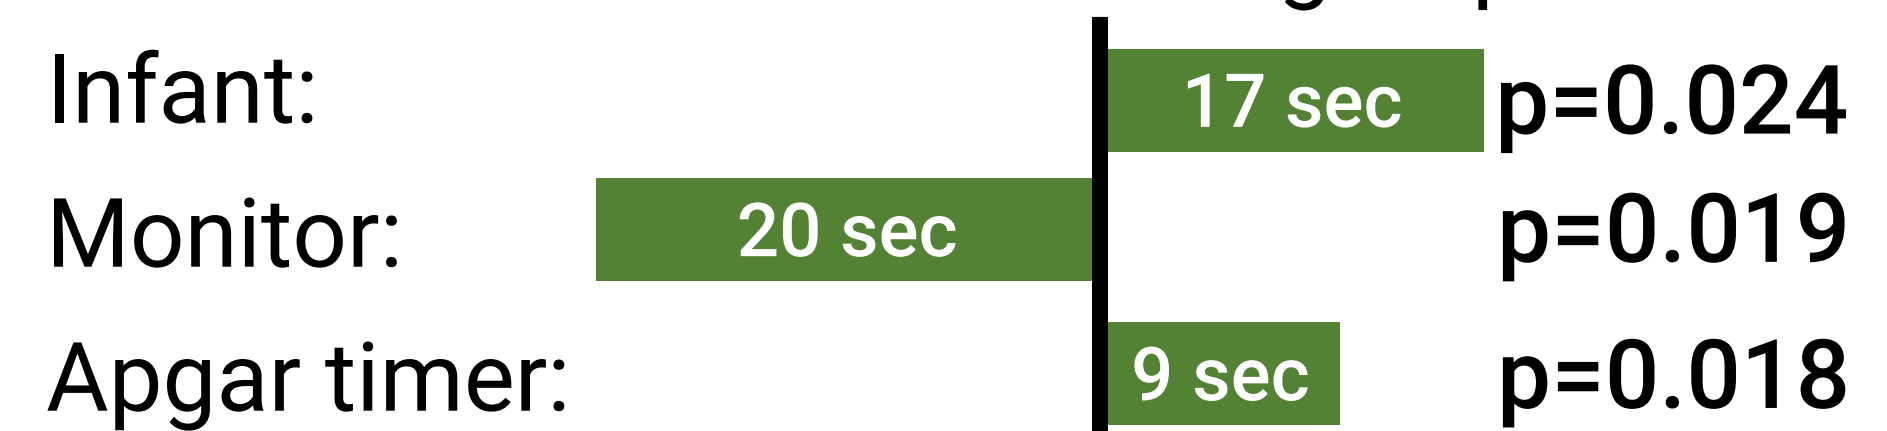 Infant: 17 sec p=0.024
Monitor: 20 sec p=0.019
Apgar timer: 9 sec p=0.018